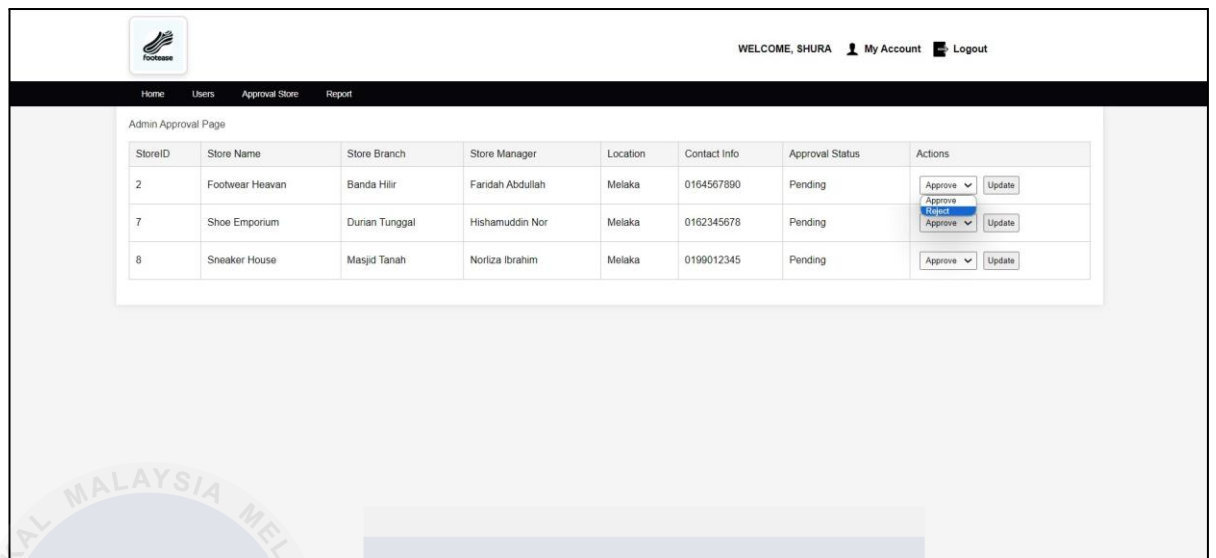 footease
WELCOME, SHURA My Account Logout
Home Users Approval Store Report
Admin Approval Page
StoreID Store Name Store Branch Store Manager Location Contact Info Approval Status Actions
2 Footwear Heavan Banda Hilir Faridah Abdullah Melaka 0164567890 Pending Approve Update
Approve
Reject
7 Shoe Emporium Durian Tunggal Hishamuddin Nor Melaka 0162345678 Pending Approve Update
8 Sneaker House Masjid Tanah Norliza Ibrahim Melaka 0199012345 Pending Approve Update
MALAYSIA